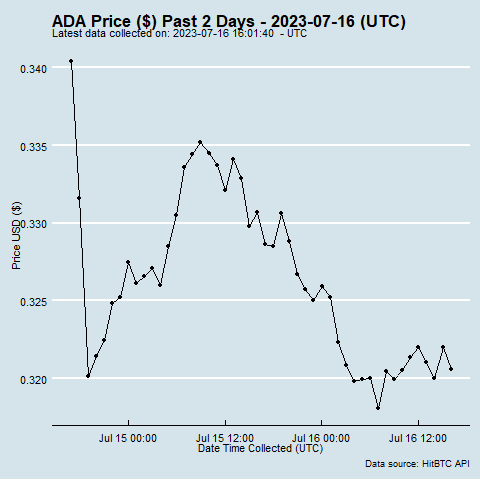 ADA Price ($) Past 2 Days - 2023-07-16 (UTC)
Latest data collected on: 2023-07-16 16:01:40 - UTC
0.340
0.335
0.330
0.325
0.320
Price USD ($)
Jul 15 00:00 Jul 15 12:00 Jul 16 00:00 Jul 16 12:00
Date Time Collected (UTC)
Data source: HitBTC API